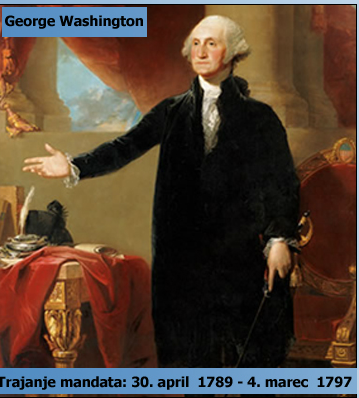 George Washington
Trajanje mandata: 30. april 1789 - 4. marec 1797